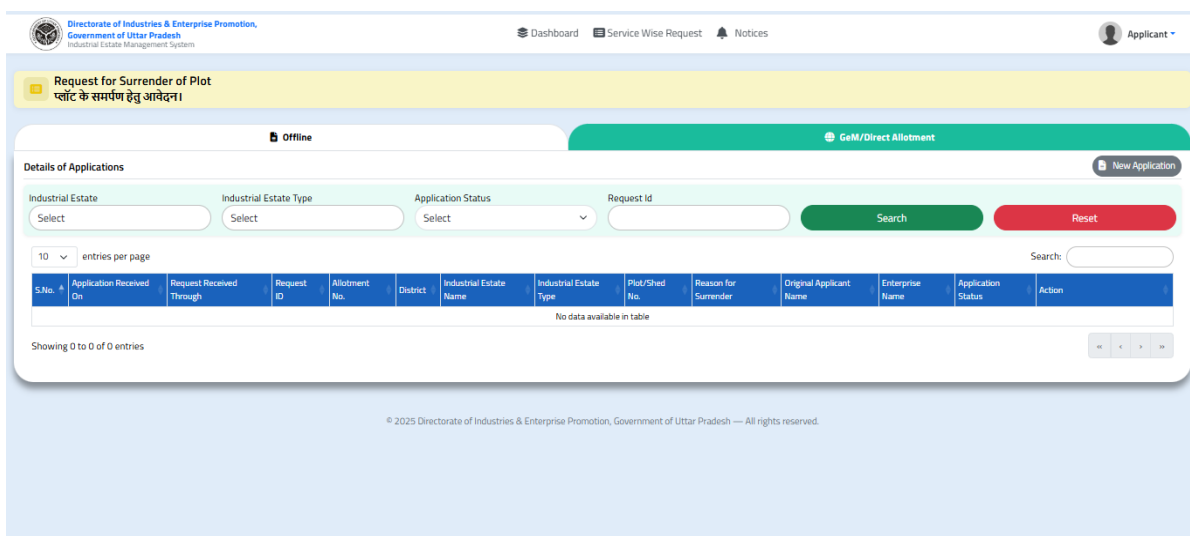 Directorate of Industries & Enterprise Promotion,
Government of Uttar Pradesh
Industrial Estate Management System
Dashboard
Service Wise Request
Notices
Applicant
Request for Surrender of Plot
प्लॉट के समर्पण हेतु आवेदन।
Offline
GeM/Direct Allotment
Details of Applications
New Application
Industrial Estate
Industrial Estate Type
Application Status
Request Id
Select
Select
Select
Search
Reset
10
entries per page
Search:
S.No.
Application Received
On
Request Received
Through
Request
ID
Allotment
No.
District
Industrial Estate
Name
Industrial Estate
Type
Plot/Shed
No.
Reason for
Surrender
Original Applicant
Name
Enterprise
Name
Application
Status
Action
No data available in table
Showing 0 to 0 of 0 entries
« ‹ › »
© 2025 Directorate of Industries & Enterprise Promotion, Government of Uttar Pradesh — All rights reserved.